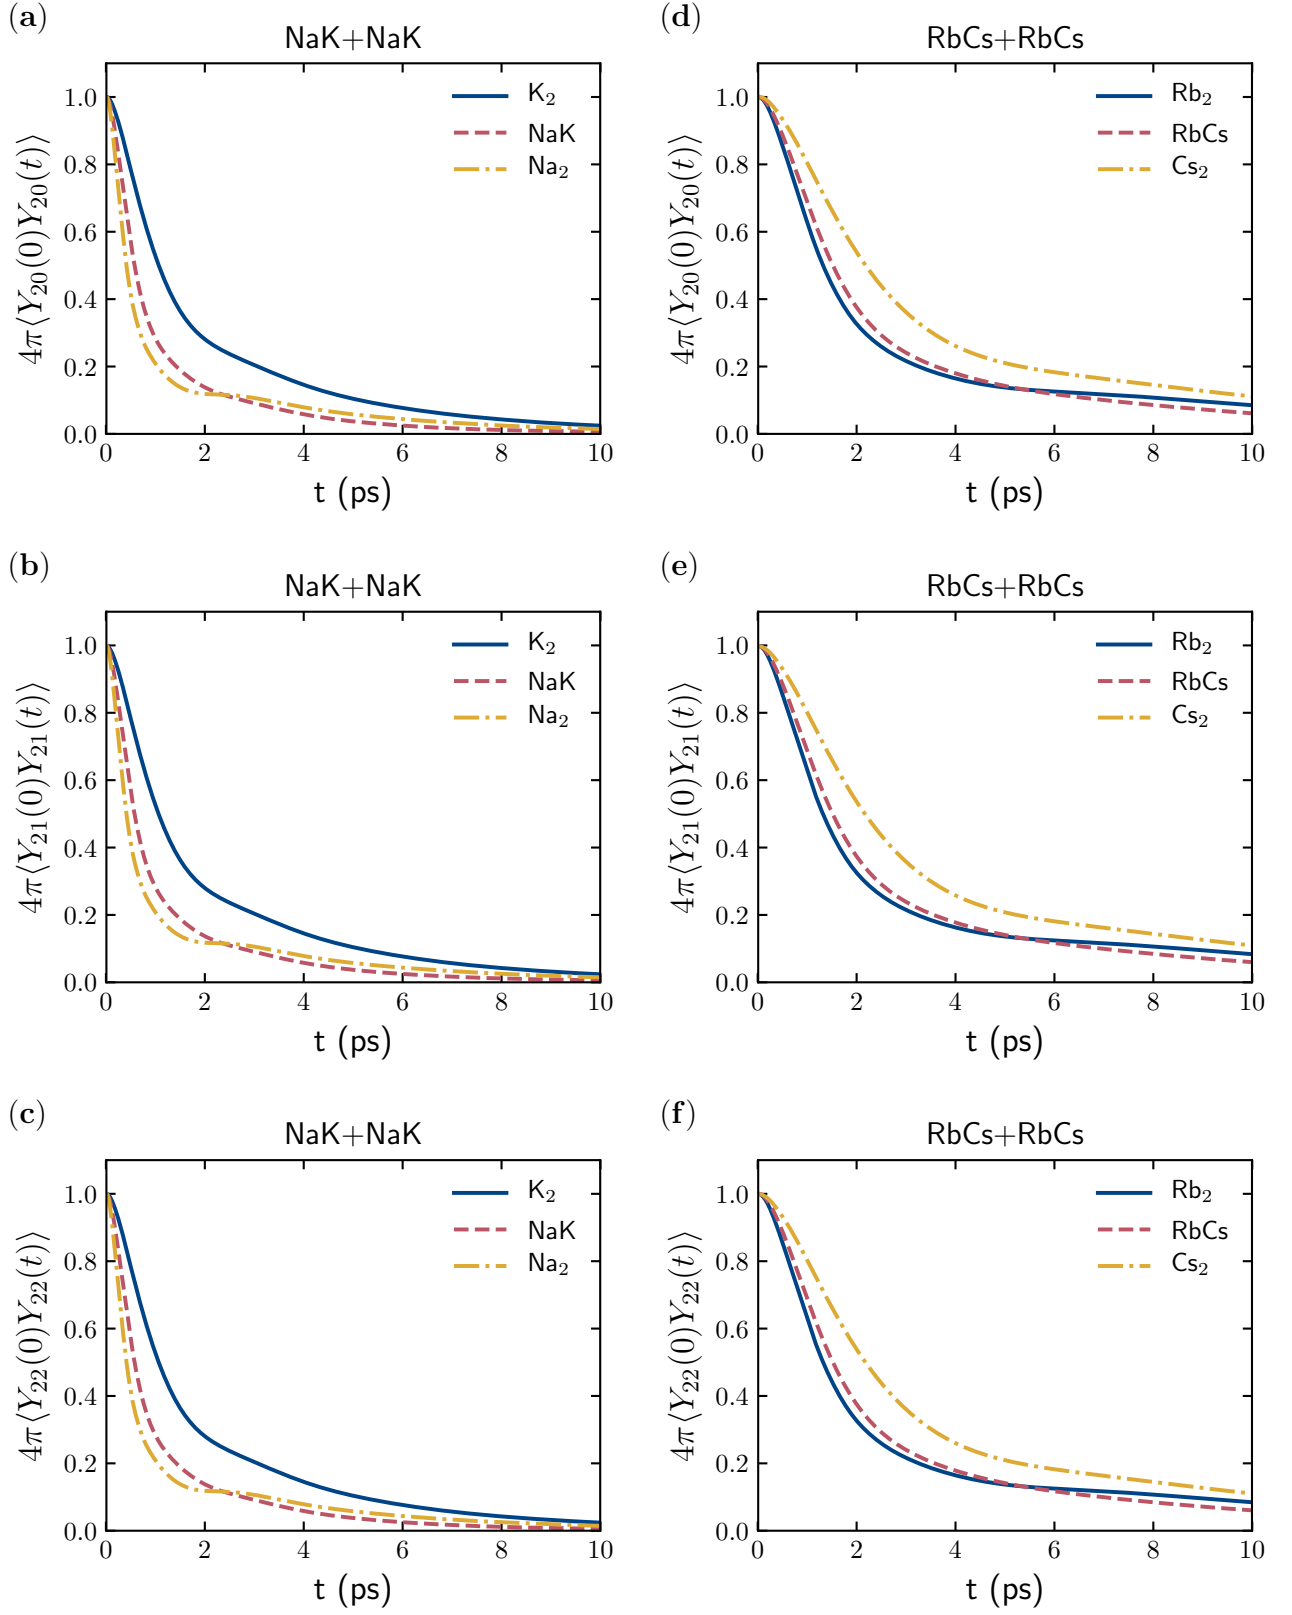 (a)
NaK+NaK
4π⟨Y₂₀(0)Y₂₀(t)⟩
1.0
0.8
0.6
0.4
0.2
0.0
K₂
NaK
Na₂
0 2 4 6 8 10
t (ps)
(d)
RbCs+RbCs
4π⟨Y₂₀(0)Y₂₀(t)⟩
1.0
0.8
0.6
0.4
0.2
0.0
Rb₂
RbCs
Cs₂
0 2 4 6 8 10
t (ps)
(b)
NaK+NaK
4π⟨Y₂₁(0)Y₂₁(t)⟩
1.0
0.8
0.6
0.4
0.2
0.0
K₂
NaK
Na₂
0 2 4 6 8 10
t (ps)
(e)
RbCs+RbCs
4π⟨Y₂₁(0)Y₂₁(t)⟩
1.0
0.8
0.6
0.4
0.2
0.0
Rb₂
RbCs
Cs₂
0 2 4 6 8 10
t (ps)
(c)
NaK+NaK
4π⟨Y₂₂(0)Y₂₂(t)⟩
1.0
0.8
0.6
0.4
0.2
0.0
K₂
NaK
Na₂
0 2 4 6 8 10
t (ps)
(f)
RbCs+RbCs
4π⟨Y₂₂(0)Y₂₂(t)⟩
1.0
0.8
0.6
0.4
0.2
0.0
Rb₂
RbCs
Cs₂
0 2 4 6 8 10
t (ps)